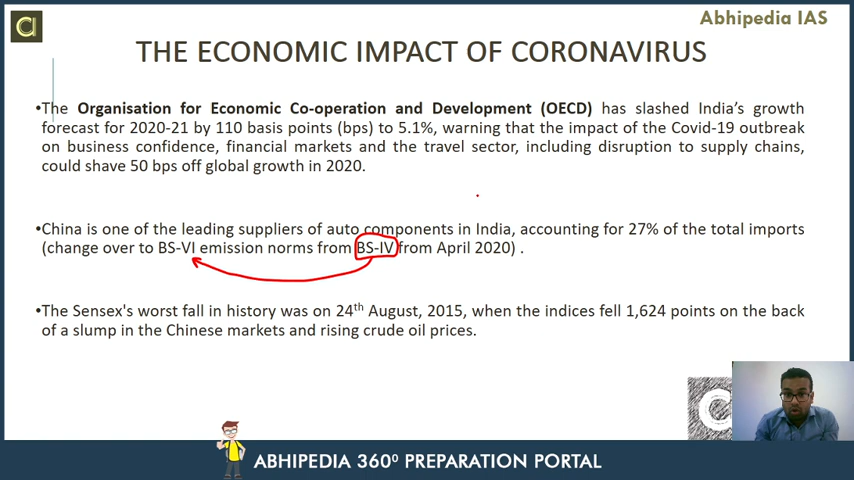 Abhipedia IAS
THE ECONOMIC IMPACT OF CORONAVIRUS
•The Organisation for Economic Co-operation and Development (OECD) has slashed India's growth
forecast for 2020-21 by 110 basis points (bps) to 5.1%, warning that the impact of the Covid-19 outbreak
on business confidence, financial markets and the travel sector, including disruption to supply chains,
could shave 50 bps off global growth in 2020.
•China is one of the leading suppliers of auto components in India, accounting for 27% of the total imports
(change over to BS-VI emission norms from BS-IV from April 2020) .
•The Sensex's worst fall in history was on 24th August, 2015, when the indices fell 1,624 points on the back
of a slump in the Chinese markets and rising crude oil prices.
ABHIPEDIA 360⁰ PREPARATION PORTAL